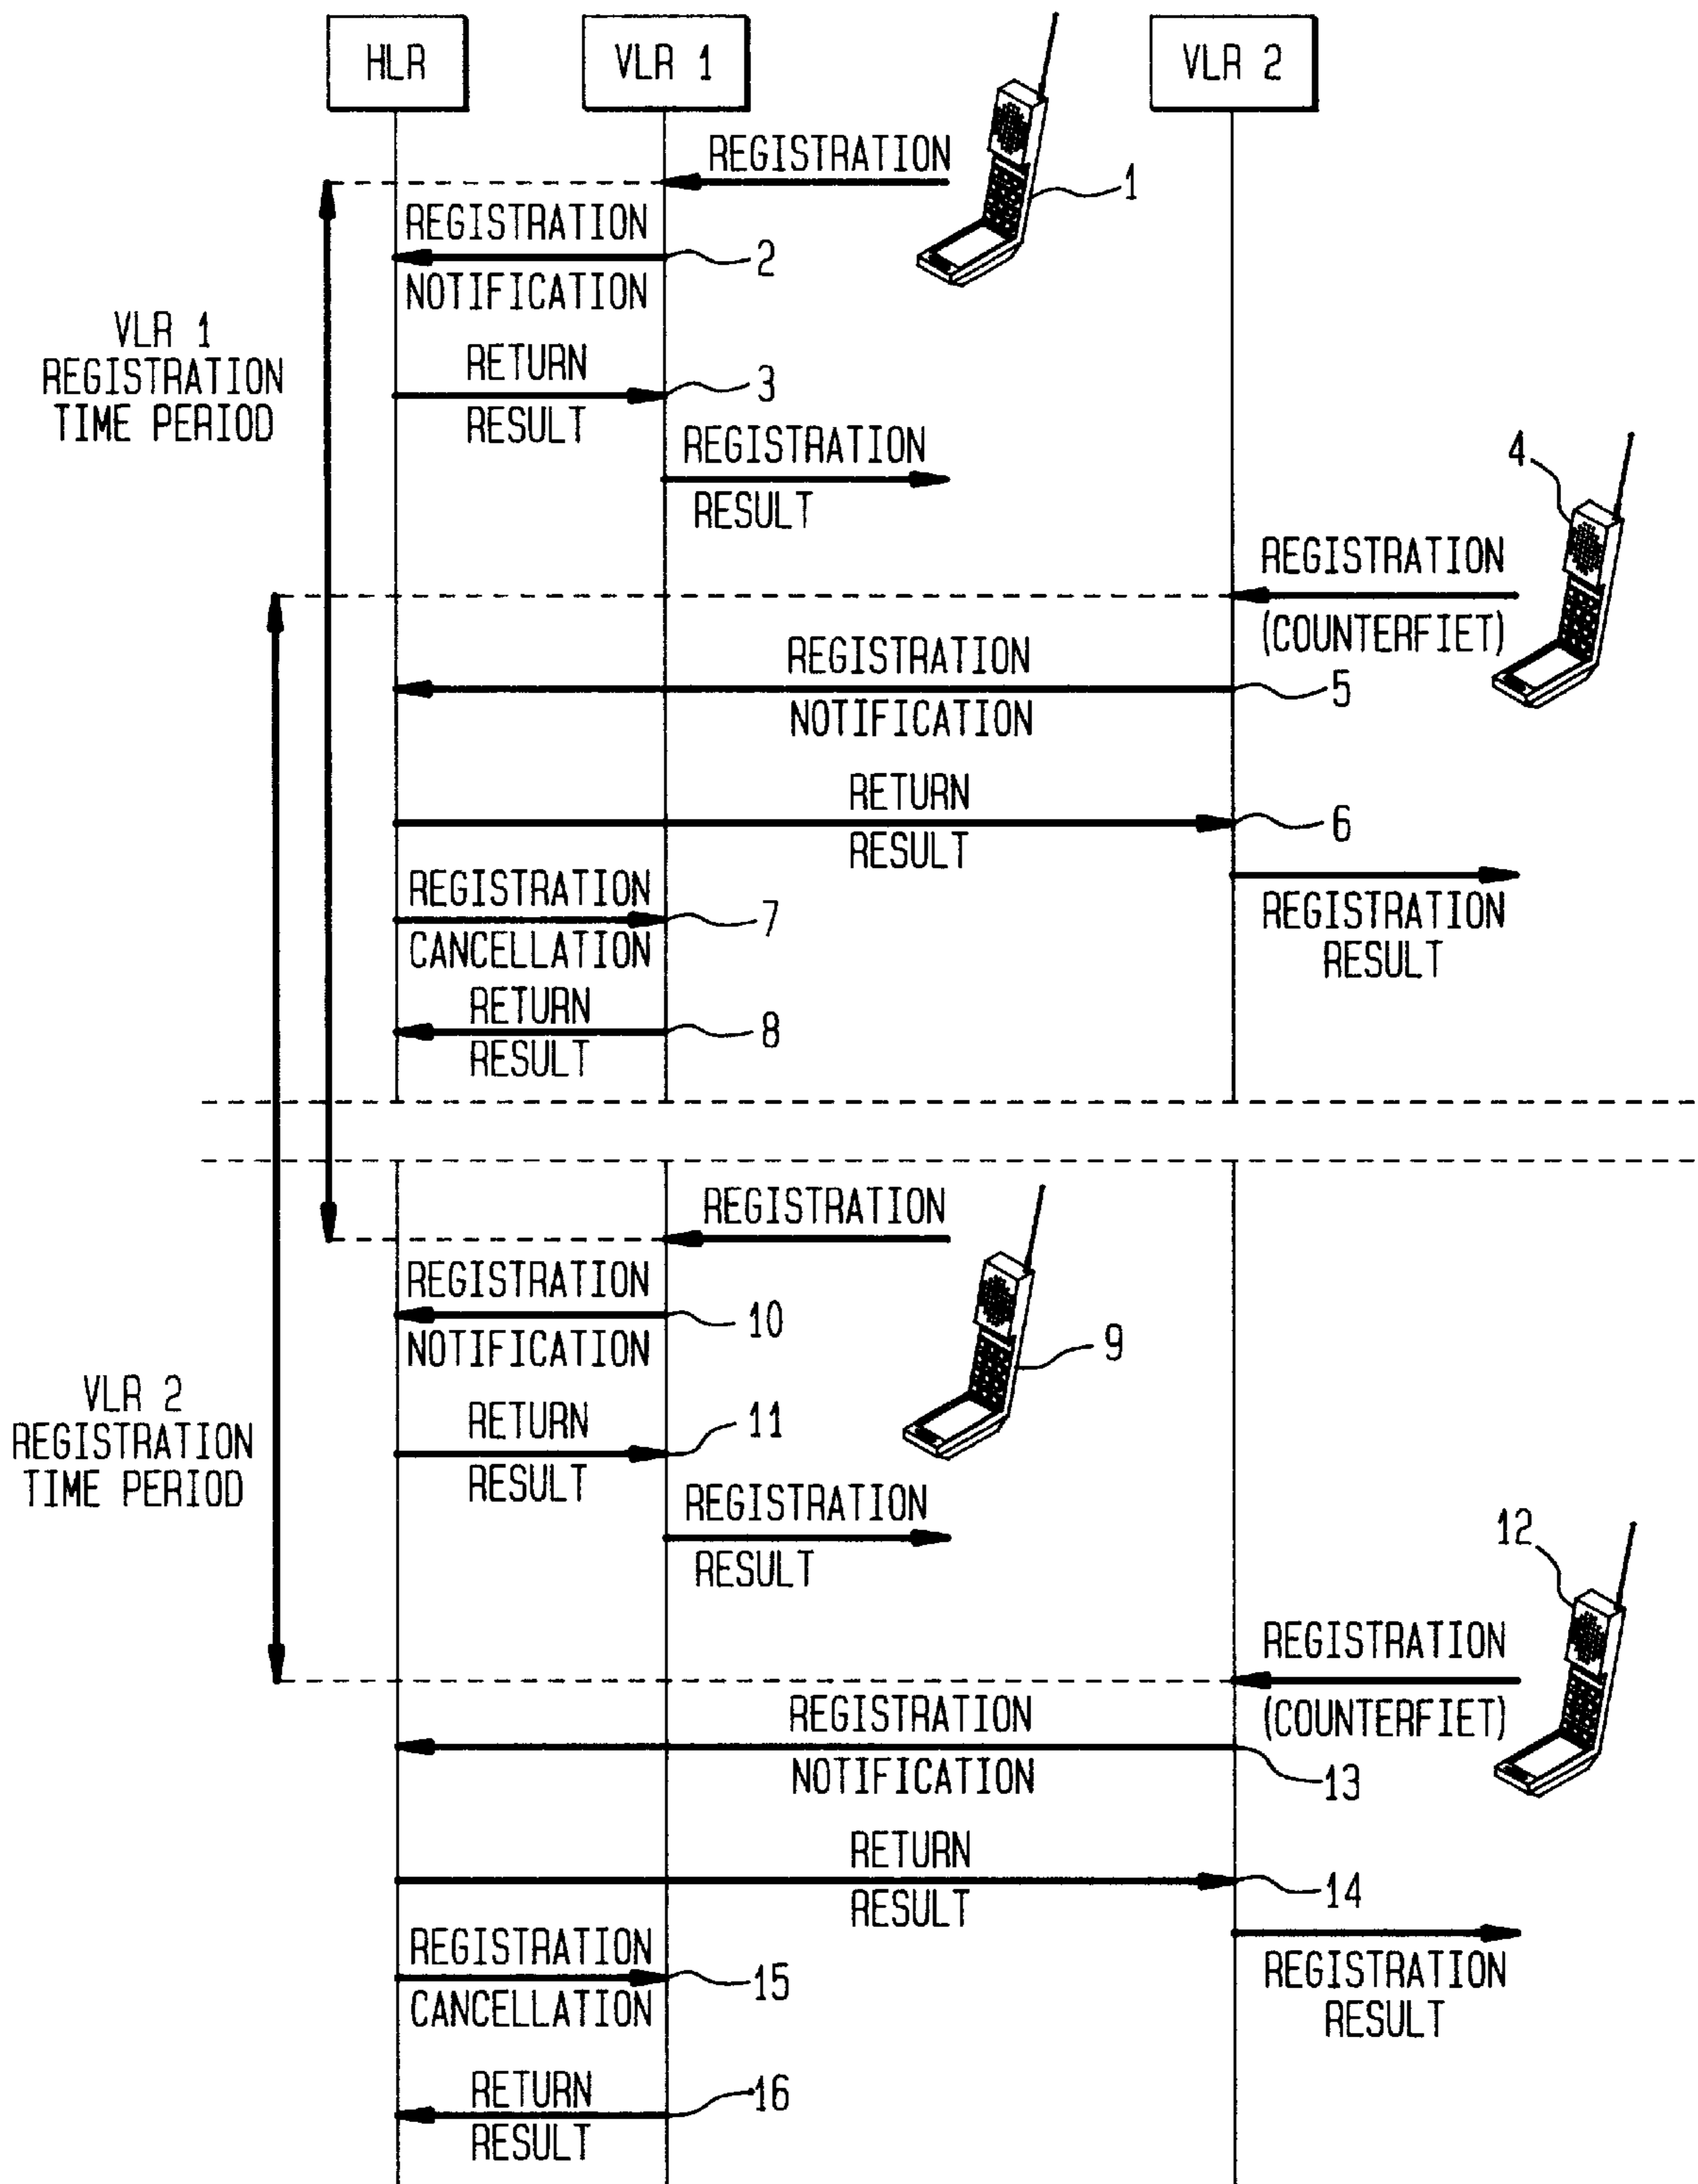 HLR
VLR 1
VLR 2
REGISTRATION
1
REGISTRATION
NOTIFICATION
2
VLR 1
REGISTRATION
TIME PERIOD
RETURN
RESULT
3
REGISTRATION
RESULT
4
REGISTRATION
(COUNTERFIET)
REGISTRATION
NOTIFICATION
5
RETURN
RESULT
6
REGISTRATION
CANCELLATION
7
REGISTRATION
RESULT
RETURN
RESULT
8
REGISTRATION
REGISTRATION
NOTIFICATION
10
9
VLR 2
REGISTRATION
TIME PERIOD
RETURN
RESULT
11
REGISTRATION
RESULT
12
REGISTRATION
(COUNTERFIET)
REGISTRATION
NOTIFICATION
13
RETURN
RESULT
14
REGISTRATION
CANCELLATION
15
REGISTRATION
RESULT
RETURN
RESULT
16